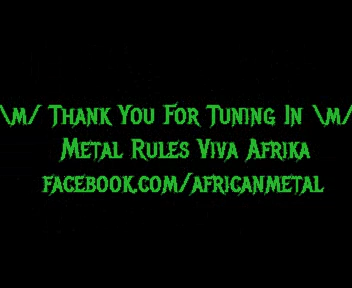 \m/ Thank You For Tuning In \m/
Metal Rules Viva Afrika
facebook.com/africanmetal